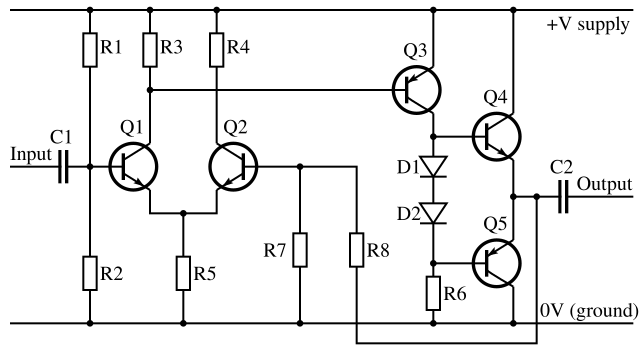 +V supply
R1
R3
R4
Q3
Q4
C1
Q1
Q2
Input
D1
C2
Output
D2
Q5
R7
R8
R2
R5
R6
0V (ground)